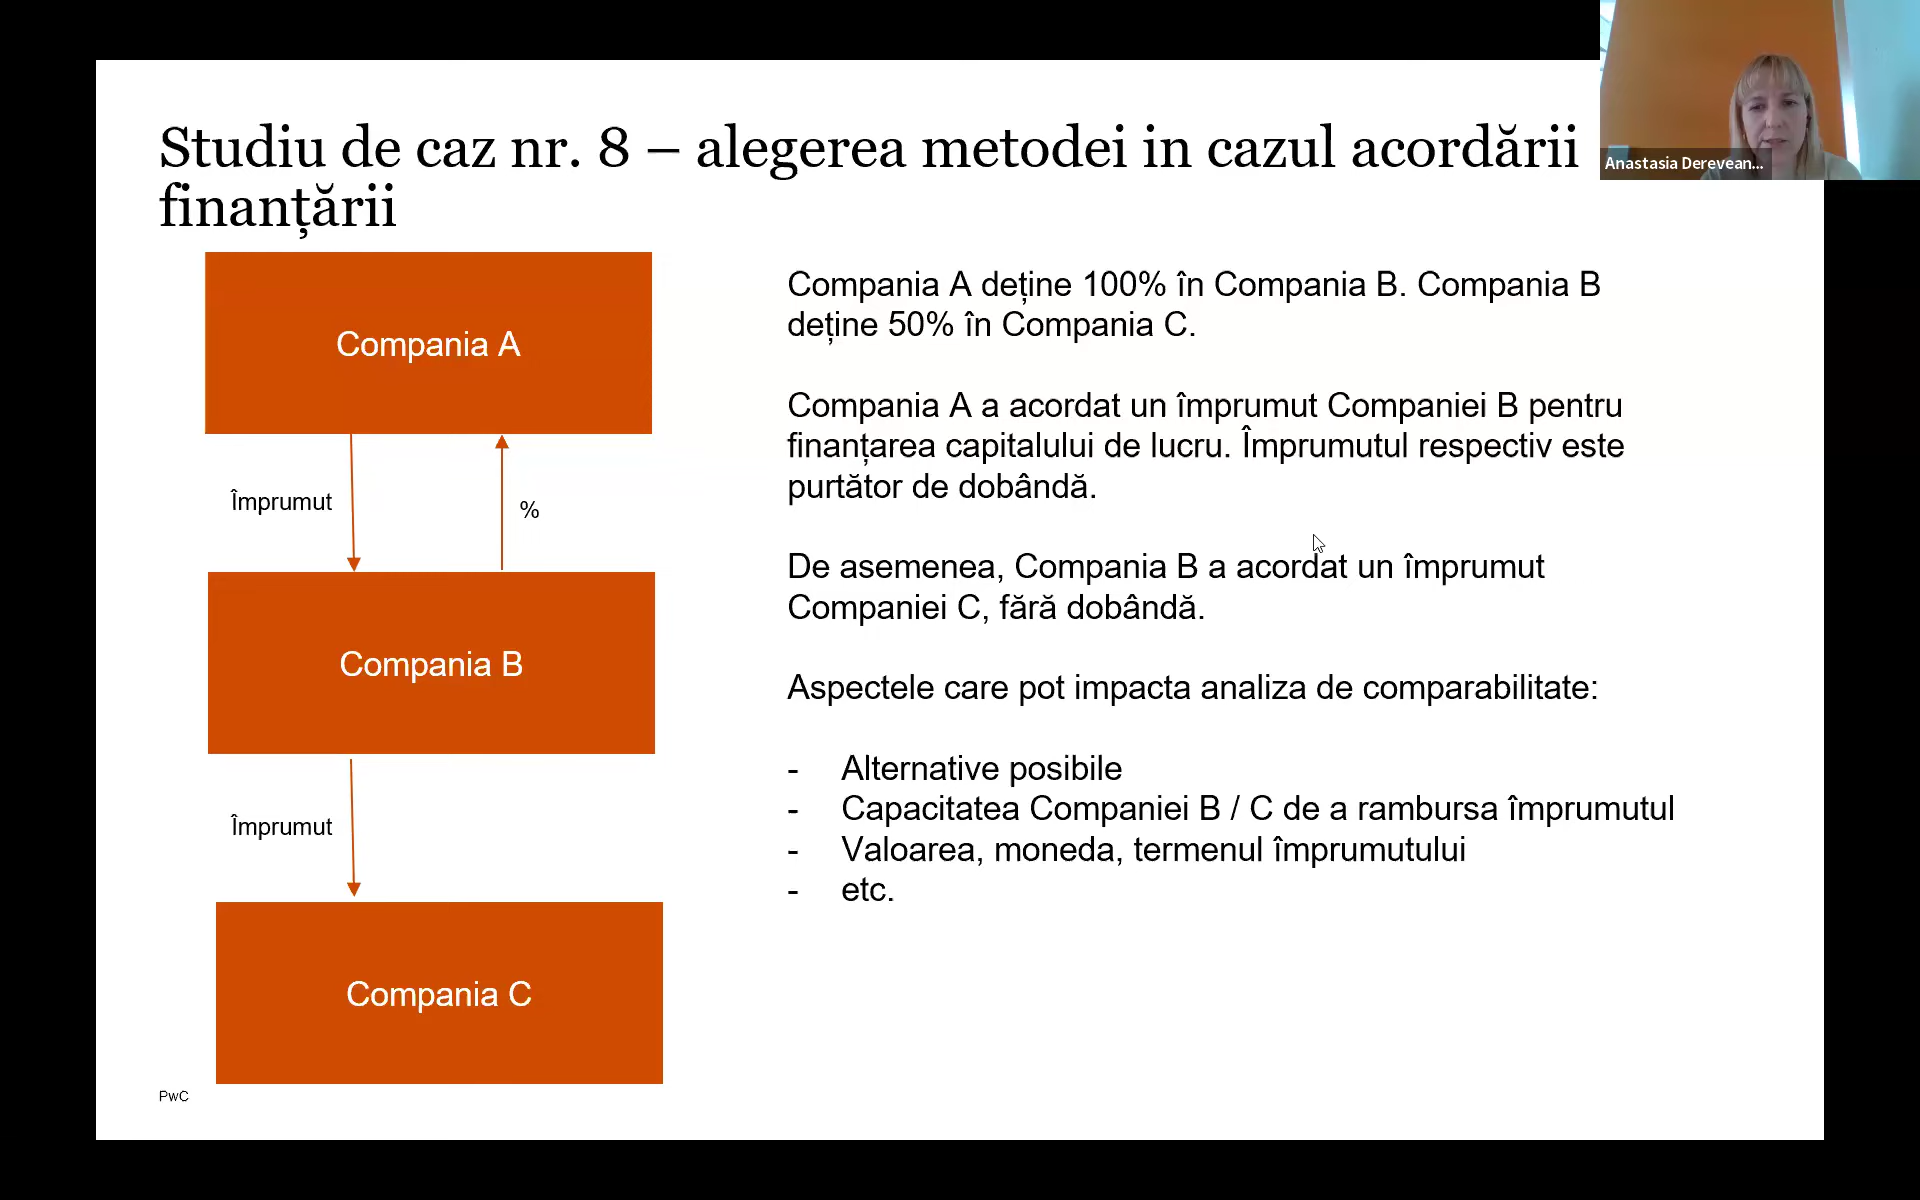 Studiu de caz nr. 8 – alegerea metodei in cazul acordării
finanțării
Anastasia Derevean...
Compania A
Împrumut
%
Compania B
Împrumut
Compania C
Compania A deține 100% în Compania B. Compania B
deține 50% în Compania C.
Compania A a acordat un împrumut Companiei B pentru
finanțarea capitalului de lucru. Împrumutul respectiv este
purtător de dobândă.
De asemenea, Compania B a acordat un împrumut
Companiei C, fără dobândă.
Aspectele care pot impacta analiza de comparabilitate:
- Alternative posibile
- Capacitatea Companiei B / C de a rambursa împrumutul
- Valoarea, moneda, termenul împrumutului
- etc.
PwC